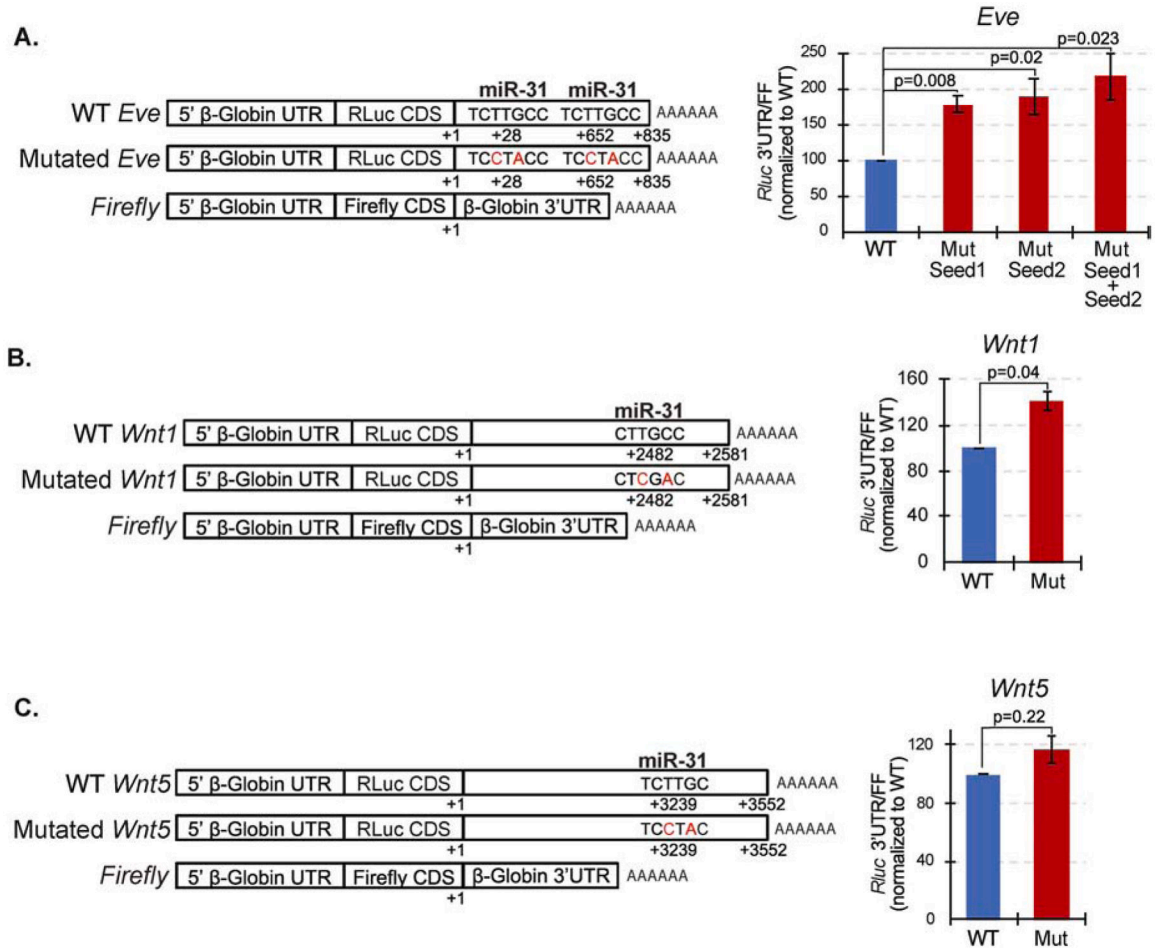 A.
miR-31 miR-31
WT Eve 5' β-Globin UTR RLuc CDS TCTTGCC TCTTGCC AAAAAA
+1 +28 +652 +835
Mutated Eve 5' β-Globin UTR RLuc CDS TCCTACC TCCTACC AAAAAA
+1 +28 +652 +835
Firefly 5' β-Globin UTR Firefly CDS β-Globin 3'UTR AAAAAA
+1
Eve
Rluc 3'UTR/FF
(normalized to WT)
250
200
150
100
50
0
p=0.023
p=0.02
p=0.008
WT
Mut
Seed1
Mut
Seed2
Mut
Seed1
+
Seed2
B.
miR-31
WT Wnt1 5' β-Globin UTR RLuc CDS CTTGCC AAAAAA
+1 +2482 +2581
Mutated Wnt1 5' β-Globin UTR RLuc CDS CTCGAC AAAAAA
+1 +2482 +2581
Firefly 5' β-Globin UTR Firefly CDS β-Globin 3'UTR AAAAAA
+1
Wnt1
Rluc 3'UTR/FF
(normalized to WT)
160
120
80
40
0
p=0.04
WT Mut
C.
miR-31
WT Wnt5 5' β-Globin UTR RLuc CDS TCTTGC AAAAAA
+1 +3239 +3552
Mutated Wnt5 5' β-Globin UTR RLuc CDS TCCTAC AAAAAA
+1 +3239 +3552
Firefly 5' β-Globin UTR Firefly CDS β-Globin 3'UTR AAAAAA
+1
Wnt5
Rluc 3'UTR/FF
(normalized to WT)
120
80
40
0
p=0.22
WT Mut